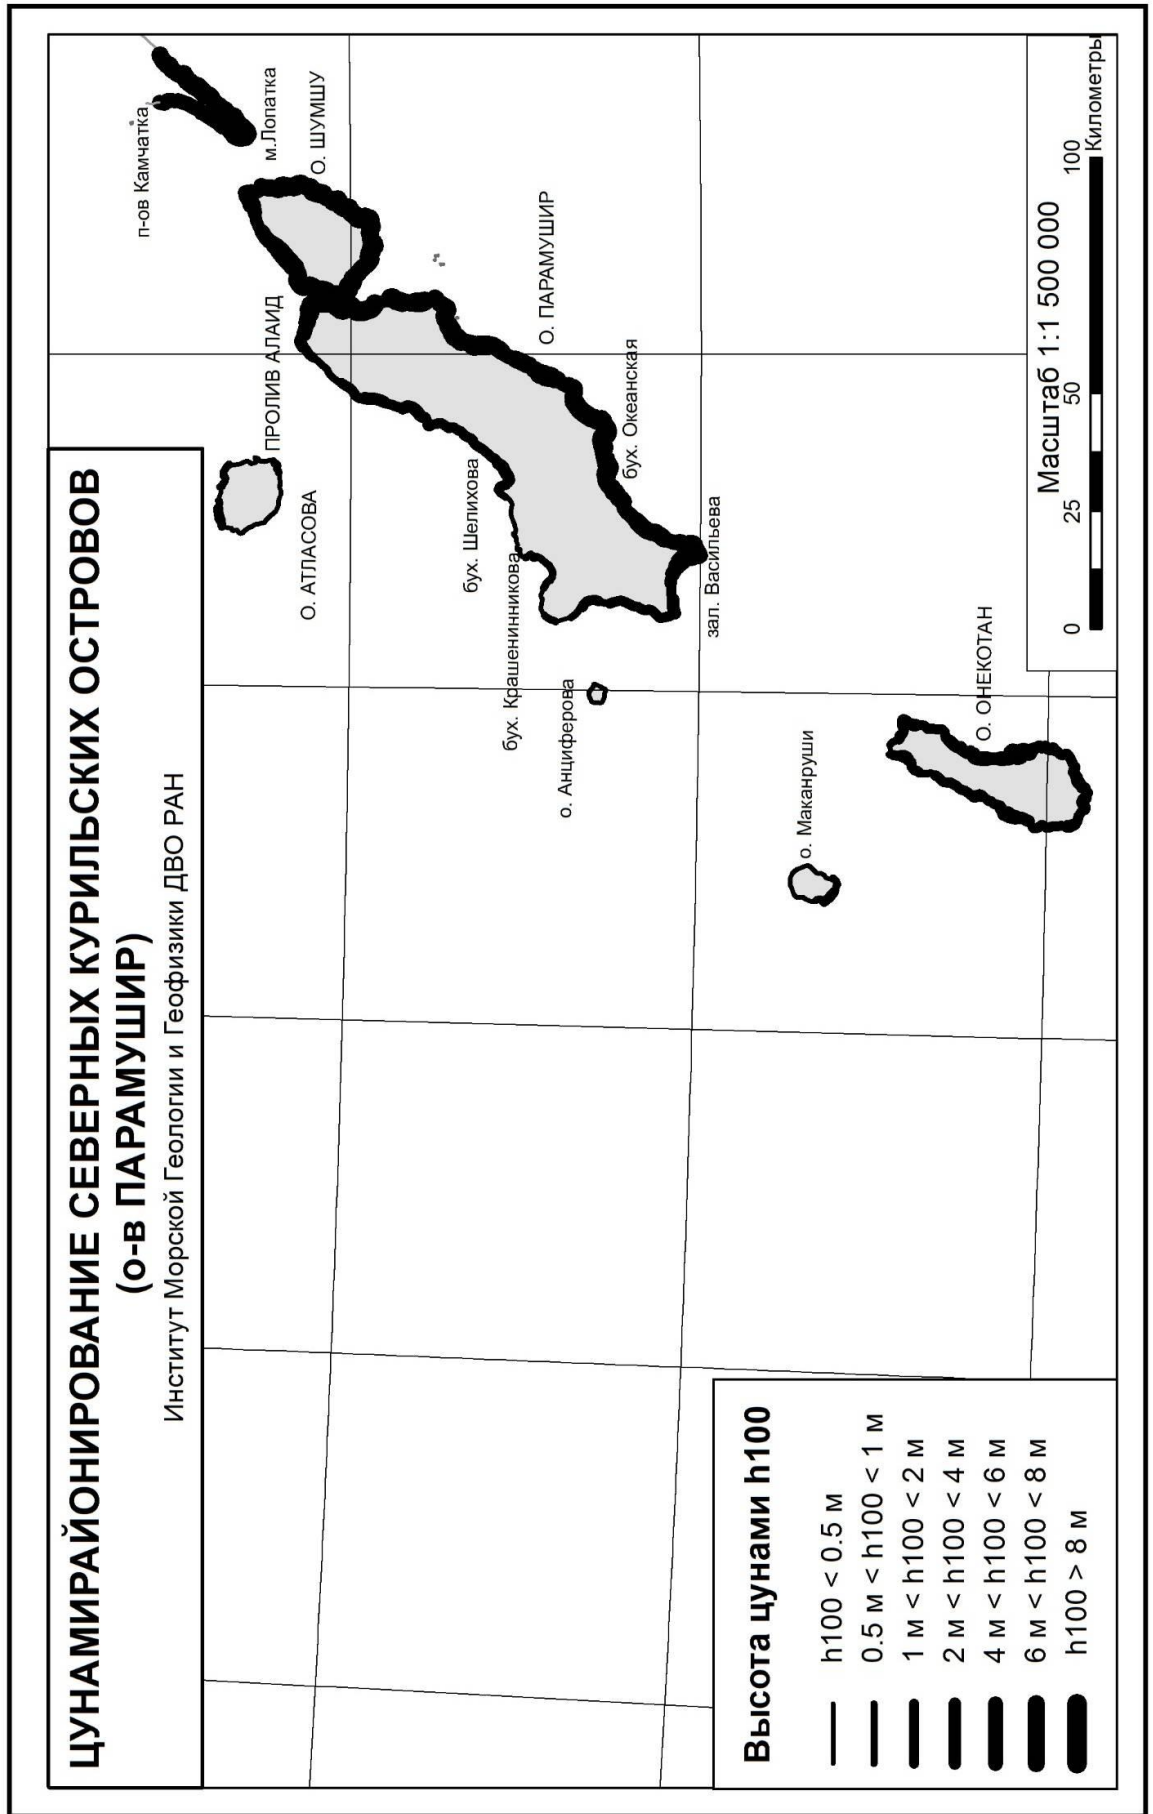 ЦУНАМИРАЙОНИРОВАНИЕ СЕВЕРНЫХ КУРИЛЬСКИХ ОСТРОВОВ
(о-в ПАРАМУШИР)
Институт Морской Геологии и Геофизики ДВО РАН
п-ов Камчатка
м.Лопатка
О. ШУМШУ
ПРОЛИВ АЛАИД
О. АТЛАСОВА
О. ПАРАМУШИР
бух. Шелихова
бух. Океанская
бух. Крашенинникова
зал. Васильева
о. Анциферова
о. Маканруши
О. ОНЕКОТАН
Масштаб 1:1 500 000
0 25 50 100
Километры
Высота цунами h100
h100 < 0.5 м
0.5 м < h100 < 1 м
1 м < h100 < 2 м
2 м < h100 < 4 м
4 м < h100 < 6 м
6 м < h100 < 8 м
h100 > 8 м